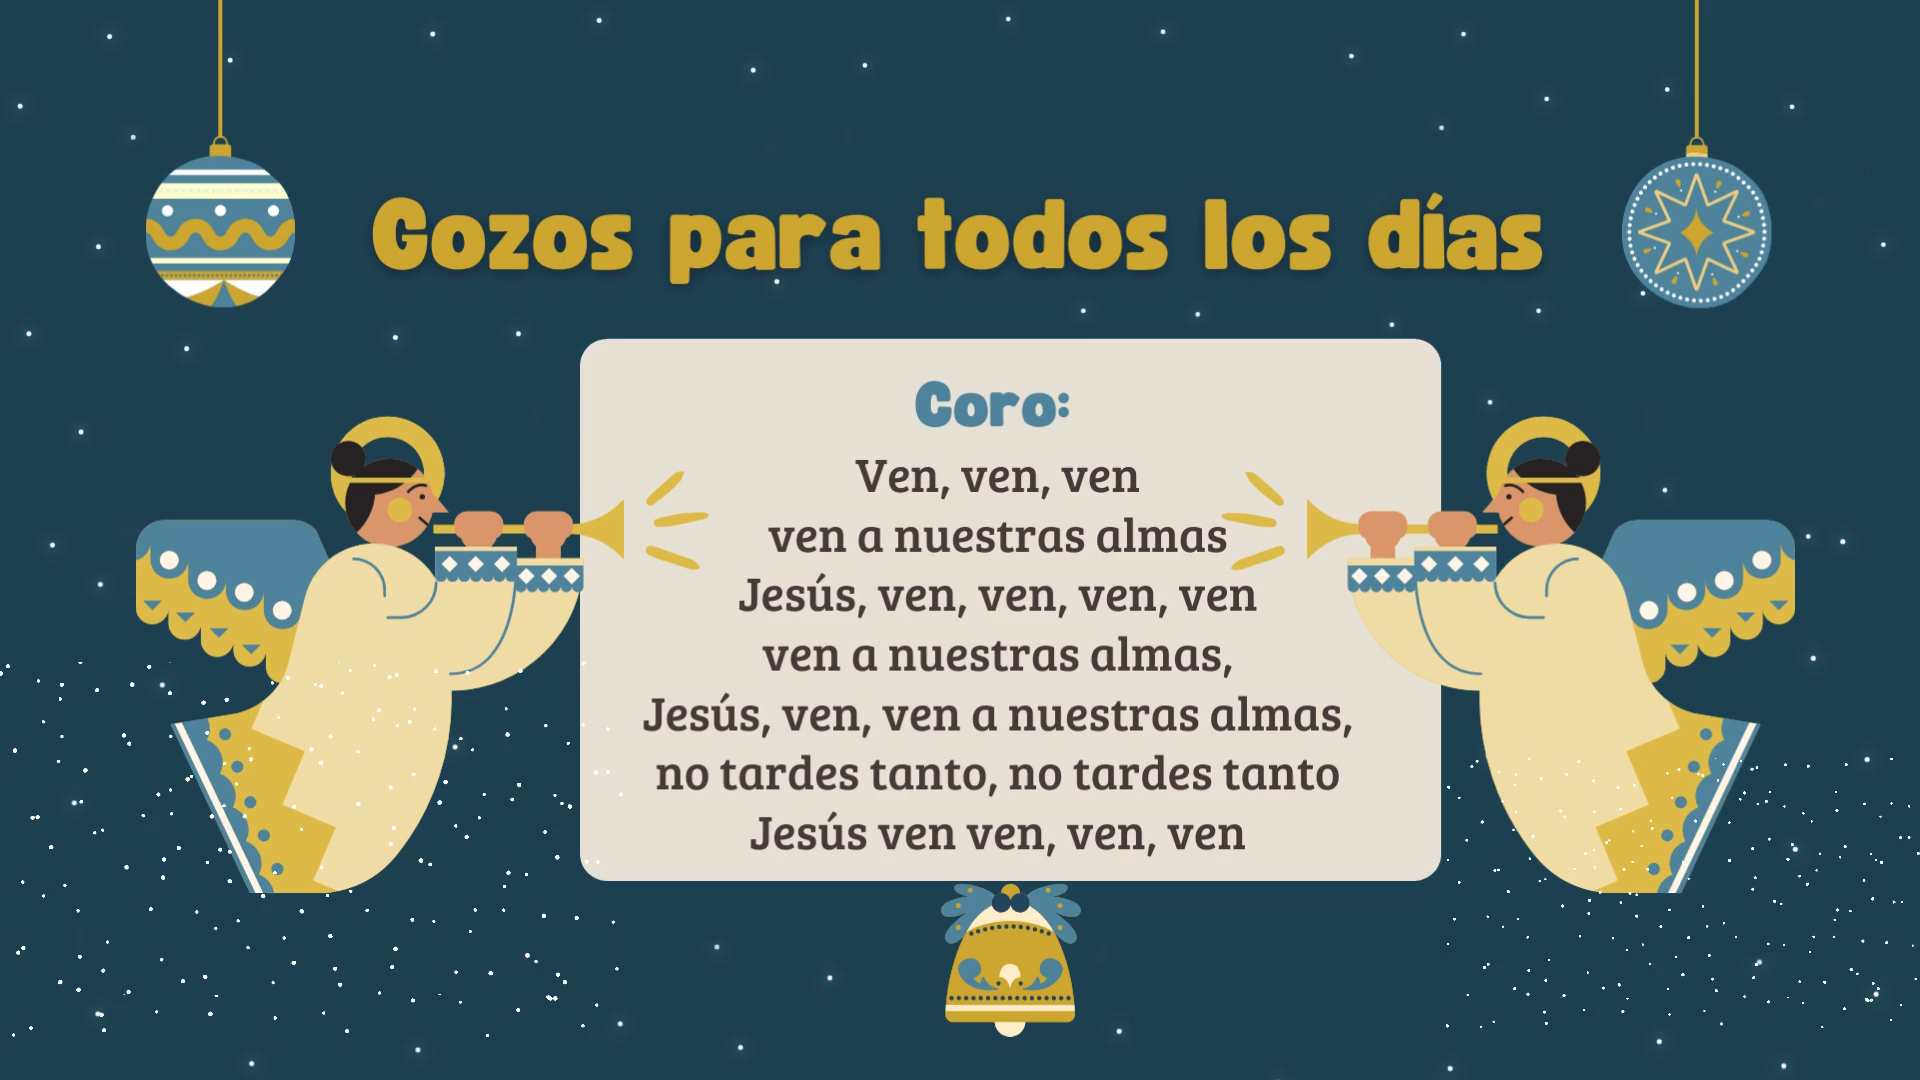 Gozos para todos los días
Coro:
Ven, ven, ven
ven a nuestras almas
Jesús, ven, ven, ven, ven
ven a nuestras almas,
Jesús, ven, ven a nuestras almas,
no tardes tanto, no tardes tanto
Jesús ven ven, ven, ven